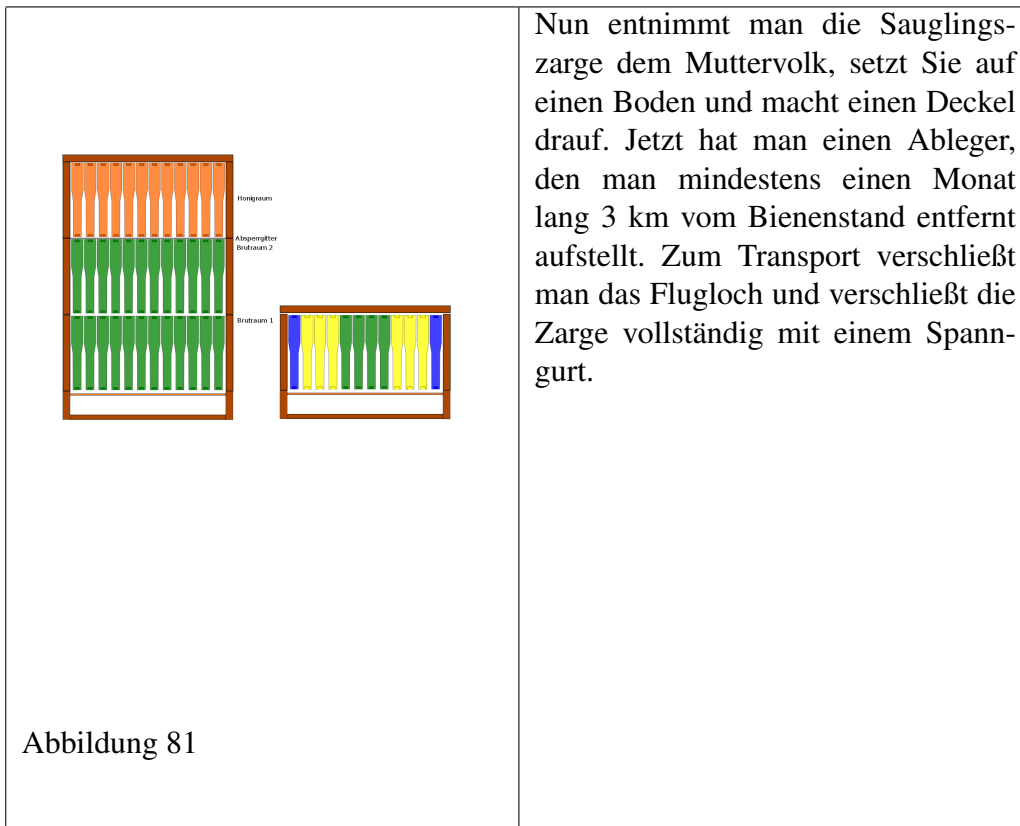 Honigraum
Absperrgitter
Brutraum 2
Brutraum 1
Abbildung 81
Nun entnimmt man die Sauglings-
zarge dem Muttervolk, setzt Sie auf
einen Boden und macht einen Deckel
drauf. Jetzt hat man einen Ableger,
den man mindestens einen Monat
lang 3 km vom Bienenstand entfernt
aufstellt. Zum Transport verschließt
man das Flugloch und verschließt die
Zarge vollständig mit einem Spann-
gurt.